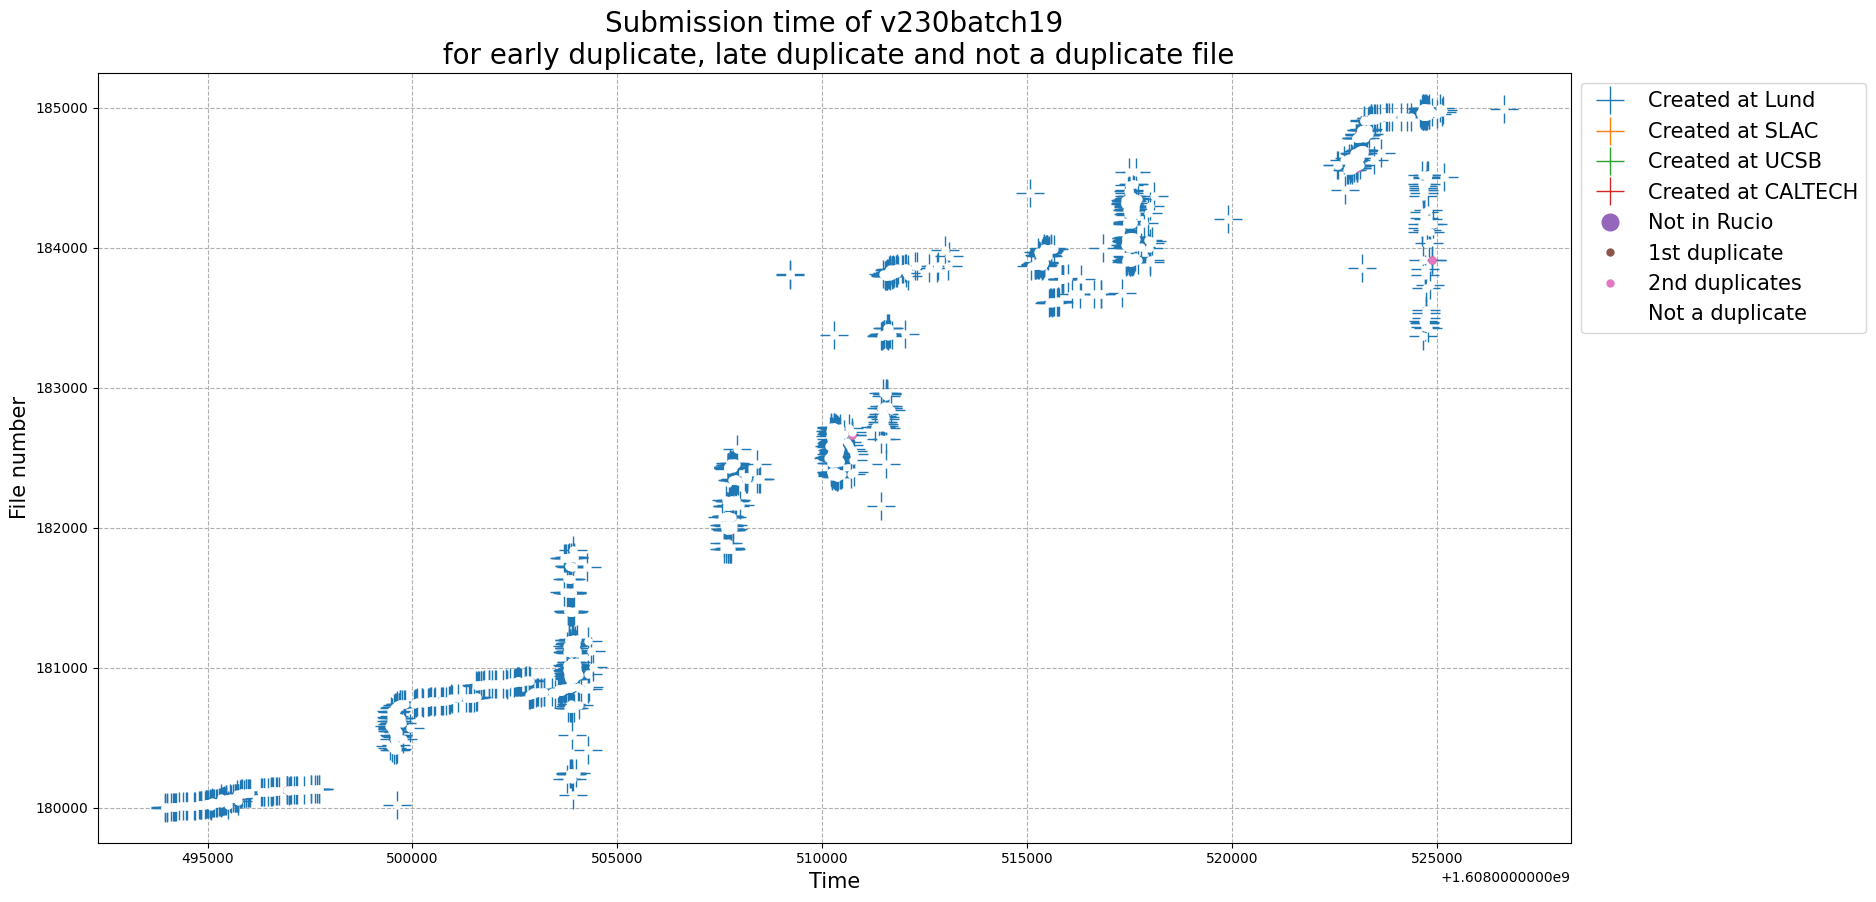 Submission time of v230batch19
for early duplicate, late duplicate and not a duplicate file
185000
184000
183000
182000
181000
180000
File number
495000
500000
505000
510000
515000
520000
525000
+1.6080000000e9
Time
Created at Lund
Created at SLAC
Created at UCSB
Created at CALTECH
Not in Rucio
1st duplicate
2nd duplicates
Not a duplicate